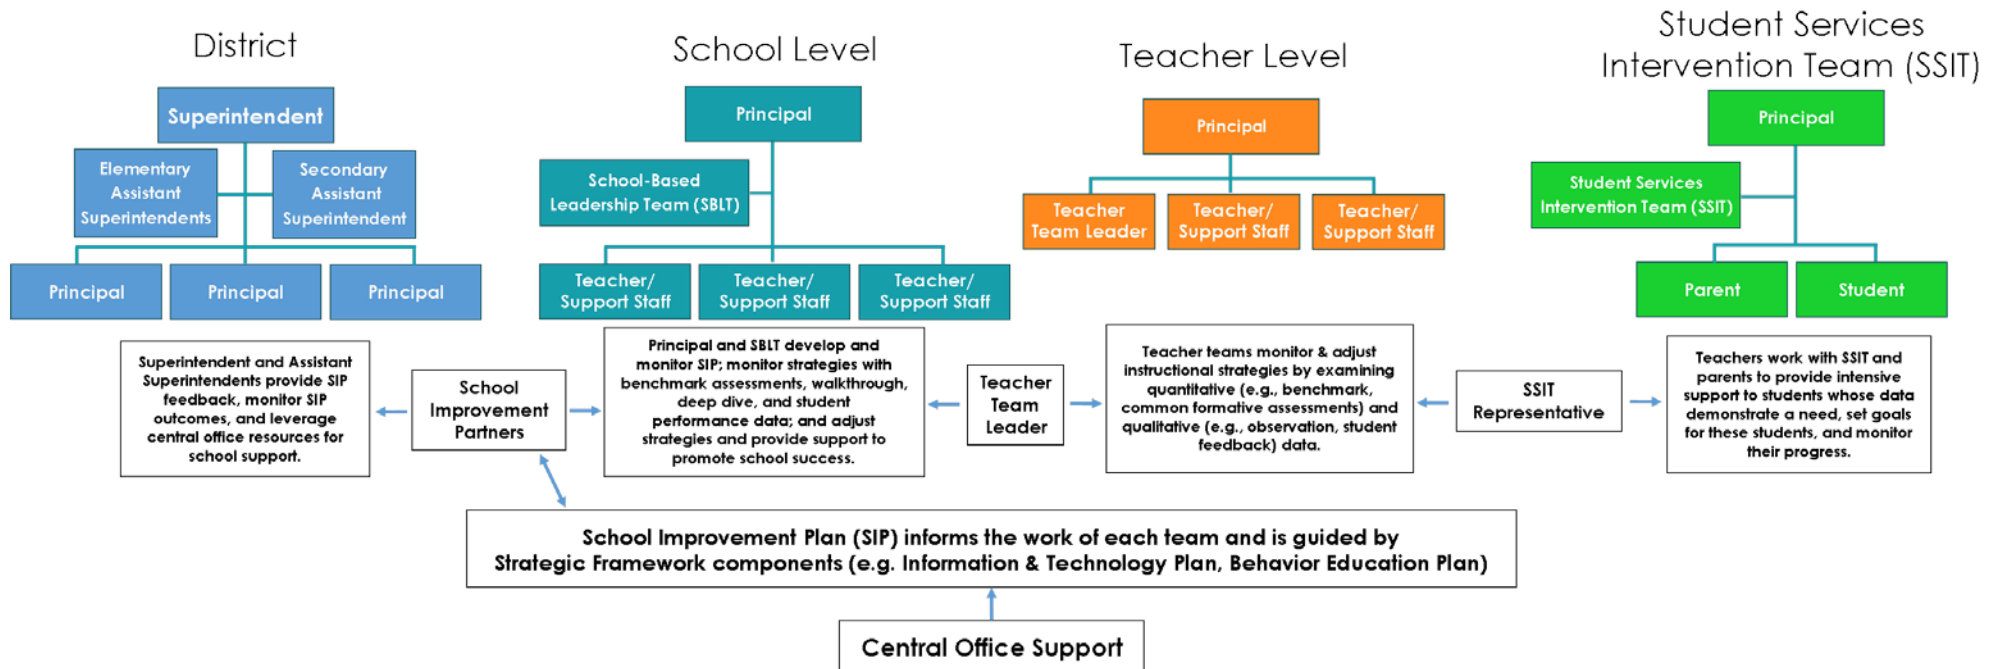 District
Superintendent
Elementary
Assistant
Superintendents
Secondary
Assistant
Superintendent
Principal
Principal
Principal
Superintendent and Assistant
Superintendents provide SIP
feedback, monitor SIP
outcomes, and leverage
central office resources for
school support.
School
Improvement
Partners
School Level
Principal
School-Based
Leadership Team (SBLT)
Teacher/
Support Staff
Teacher/
Support Staff
Teacher/
Support Staff
Principal and SBLT develop and
monitor SIP; monitor strategies with
benchmark assessments, walkthrough,
deep dive, and student
performance data; and adjust
strategies and provide support to
promote school success.
Teacher
Team
Leader
Teacher Level
Principal
Teacher
Team Leader
Teacher/
Support Staff
Teacher/
Support Staff
Teacher teams monitor & adjust
instructional strategies by examining
quantitative (e.g., benchmark,
common formative assessments) and
qualitative (e.g., observation, student
feedback) data.
SSIT
Representative
Student Services
Intervention Team (SSIT)
Principal
Student Services
Intervention Team (SSIT)
Parent
Student
Teachers work with SSIT and
parents to provide intensive
support to students whose data
demonstrate a need, set goals
for these students, and monitor
their progress.
School Improvement Plan (SIP) informs the work of each team and is guided by
Strategic Framework components (e.g. Information & Technology Plan, Behavior Education Plan)
Central Office Support